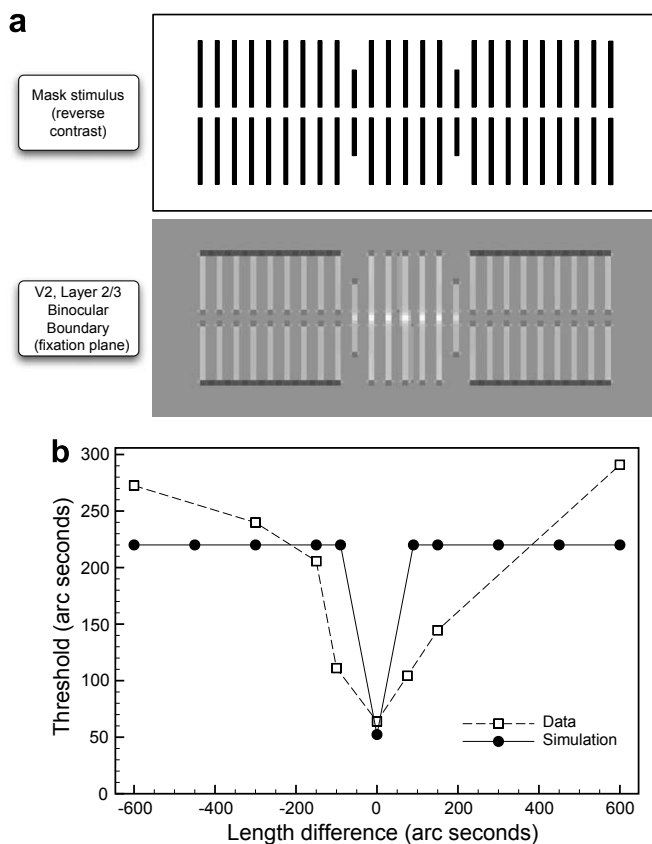 a
Mask stimulus
(reverse
contrast)
V2, Layer 2/3
Binocular
Boundary
(fixation plane)
b
300
250
200
150
100
50
0
Threshold (arc seconds)
Data
Simulation
-600 -400 -200 0 200 400 600
Length difference (arc seconds)